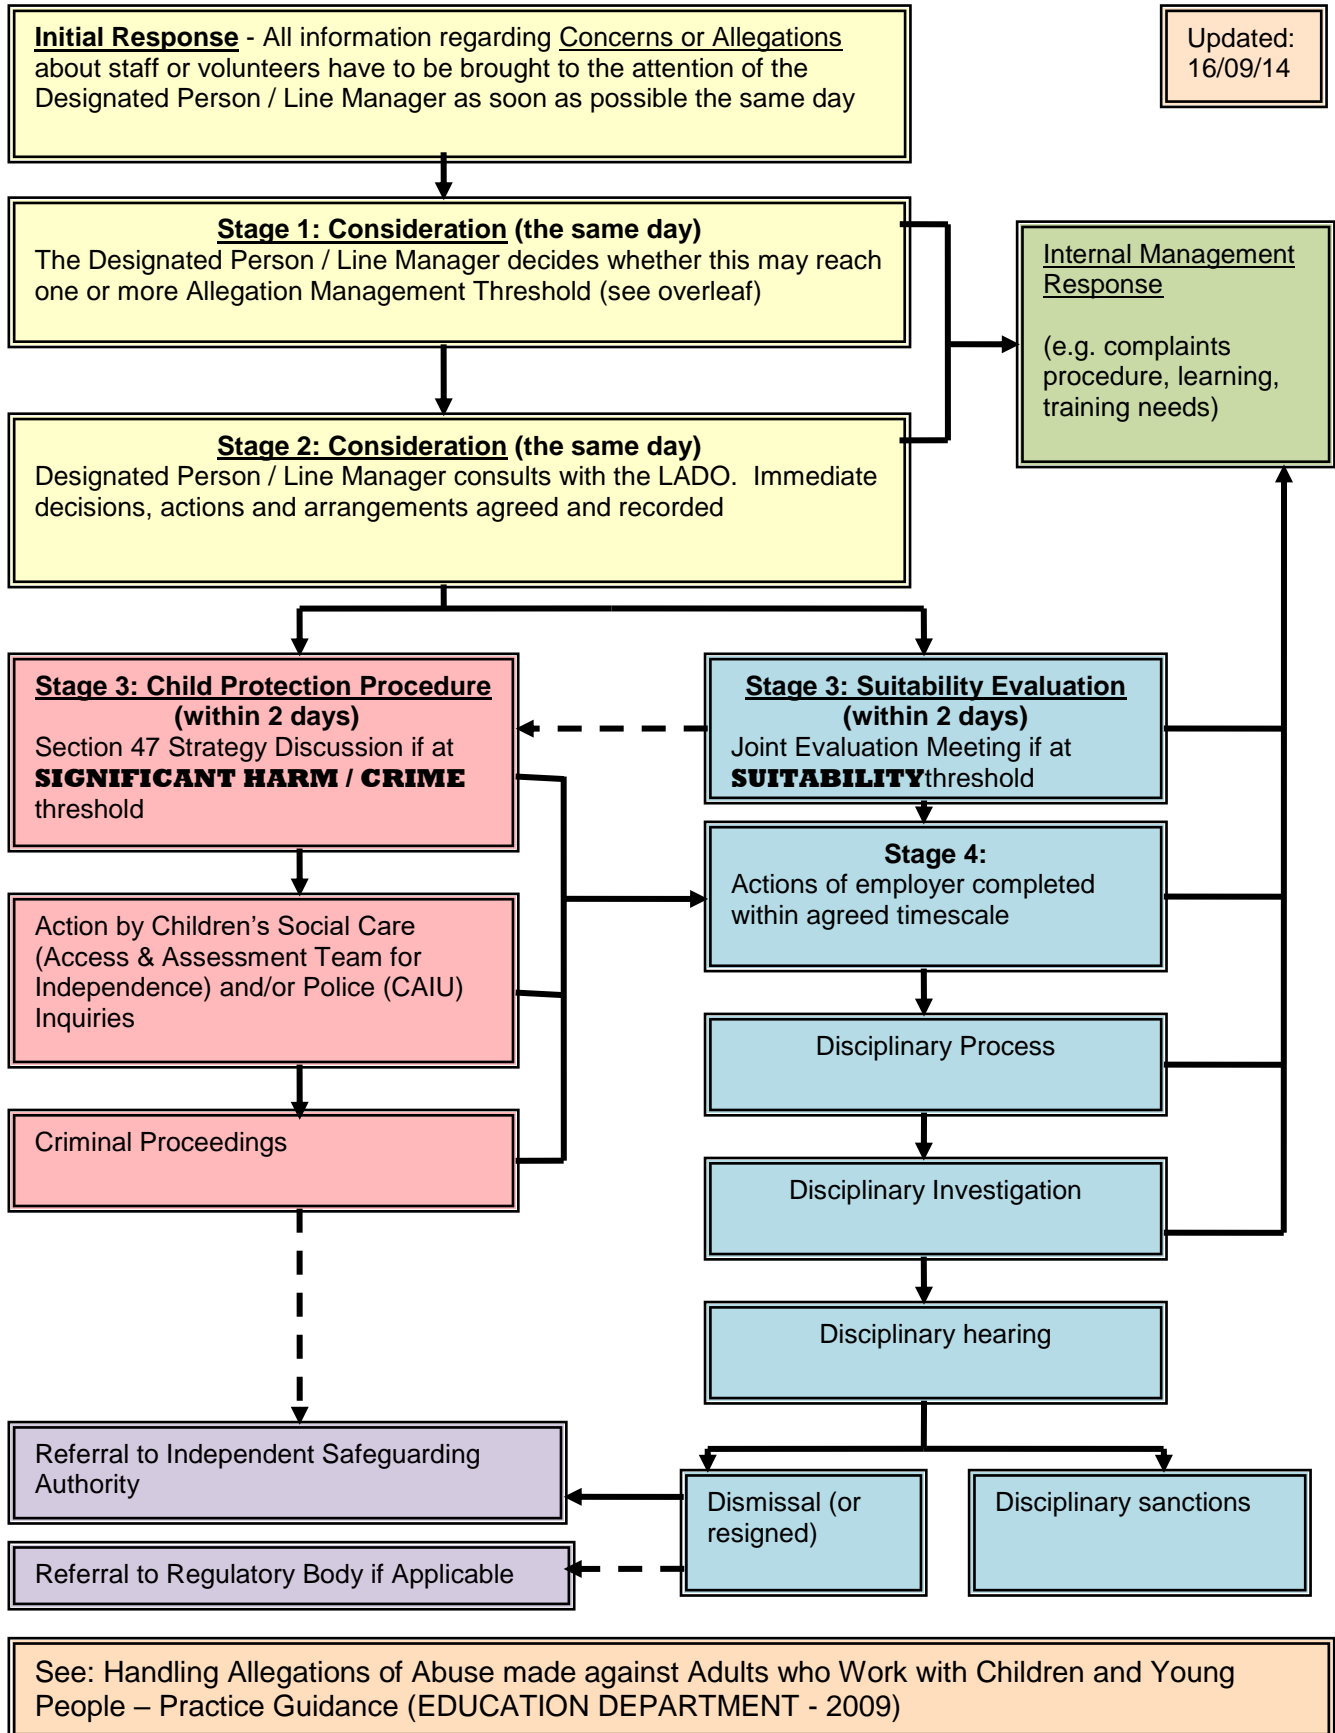 Initial Response - All information regarding Concerns or Allegations
about staff or volunteers have to be brought to the attention of the
Designated Person / Line Manager as soon as possible the same day
Updated:
16/09/14
Stage 1: Consideration (the same day)
The Designated Person / Line Manager decides whether this may reach
one or more Allegation Management Threshold (see overleaf)
Internal Management
Response
(e.g. complaints
procedure, learning,
training needs)
Stage 2: Consideration (the same day)
Designated Person / Line Manager consults with the LADO.  Immediate
decisions, actions and arrangements agreed and recorded
Stage 3: Child Protection Procedure
(within 2 days)
Section 47 Strategy Discussion if at
SIGNIFICANT HARM / CRIME
threshold
Stage 3: Suitability Evaluation
(within 2 days)
Joint Evaluation Meeting if at
SUITABILITYthreshold
Stage 4:
Actions of employer completed
within agreed timescale
Action by Children’s Social Care
(Access & Assessment Team for
Independence) and/or Police (CAIU)
Inquiries
Disciplinary Process
Criminal Proceedings
Disciplinary Investigation
Disciplinary hearing
Referral to Independent Safeguarding
Authority
Dismissal (or
resigned)
Disciplinary sanctions
Referral to Regulatory Body if Applicable
See: Handling Allegations of Abuse made against Adults who Work with Children and Young
People – Practice Guidance (EDUCATION DEPARTMENT - 2009)